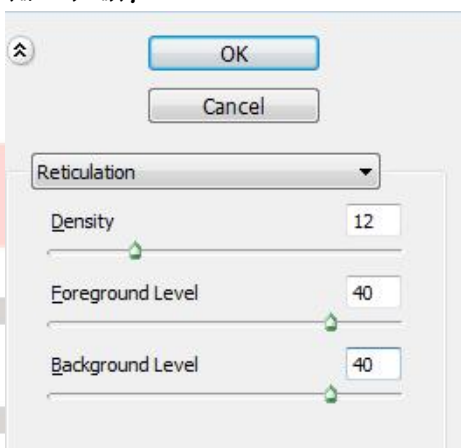 OK
Cancel
Reticulation
Density 12
Foreground Level 40
Background Level 40